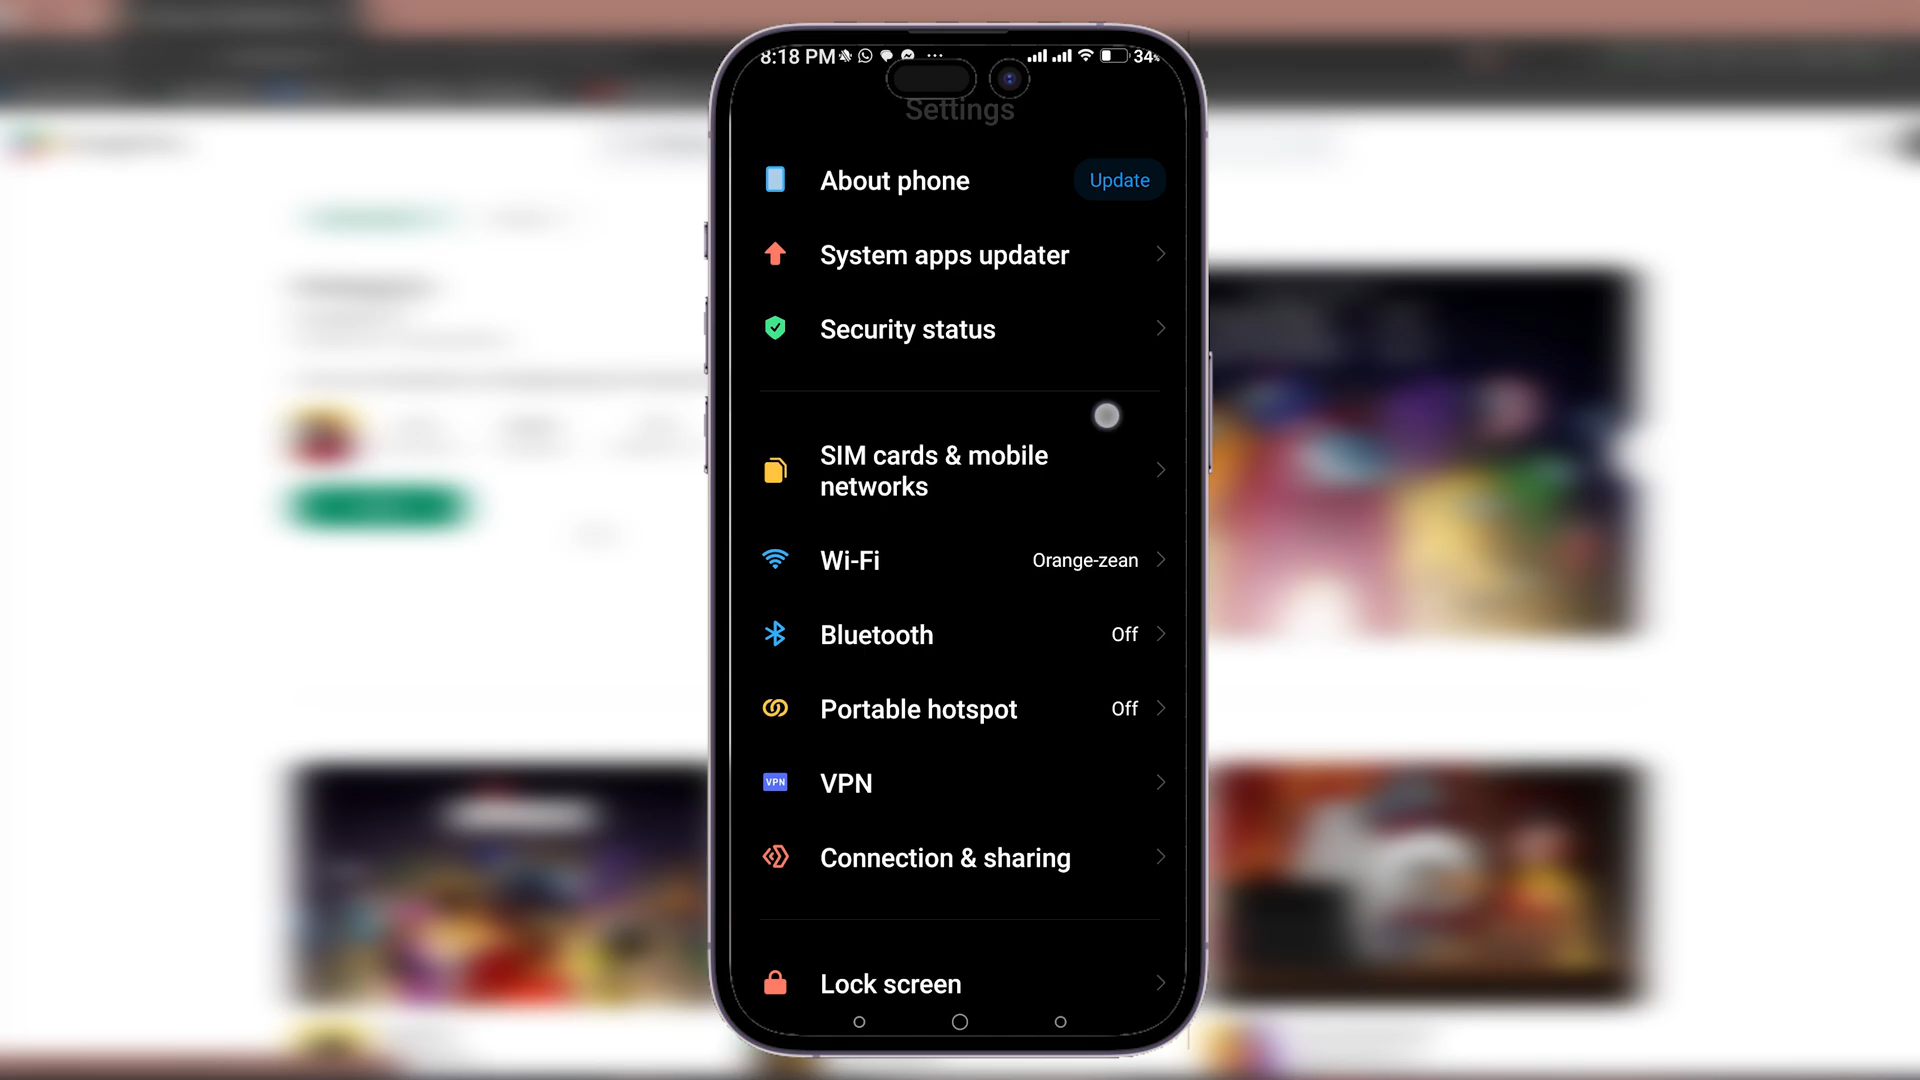 8:18 PM ... 34%
Settings
About phone Update
System apps updater
Security status
SIM cards & mobile
networks
Wi-Fi Orange-zean
Bluetooth Off
Portable hotspot Off
VPN VPN
Connection & sharing
Lock screen